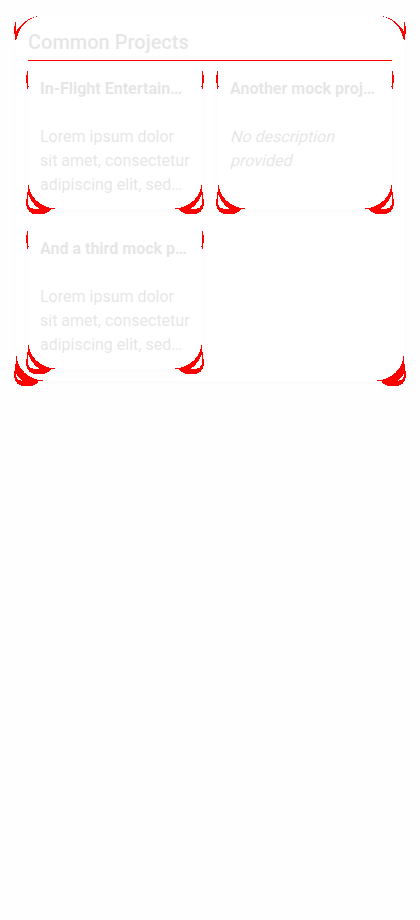 Common Projects
In-Flight Entertain...
Another mock proj...
Lorem ipsum dolor
sit amet, consectetur
adipiscing elit, sed...
No description
provided
And a third mock p...
Lorem ipsum dolor
sit amet, consectetur
adipiscing elit, sed...